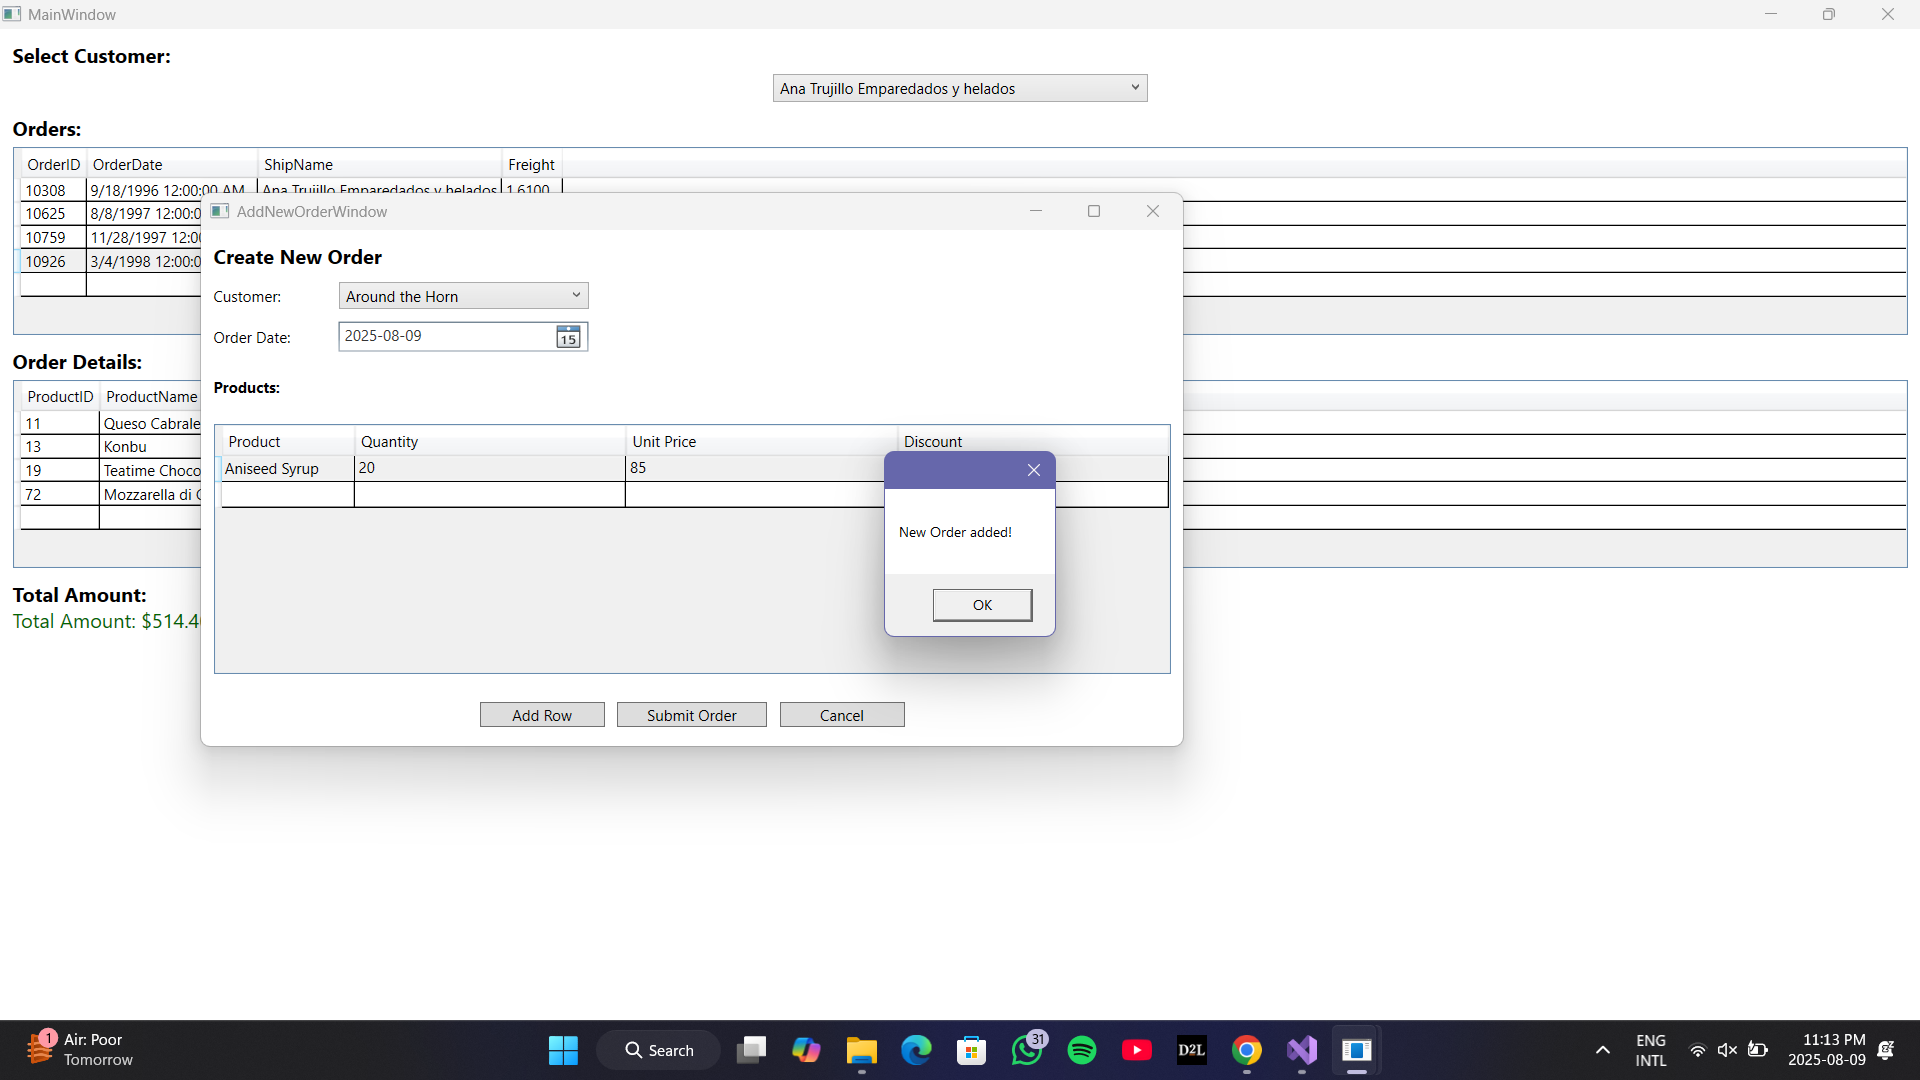 MainWindow
Select Customer:
Ana Trujillo Emparedados y helados
Orders:
OrderID OrderDate ShipName Freight
10308 9/18/1996 12:00:00 AM Ana Trujillo Emparedados y helados 1.6100
10625 8/8/1997 12:00:0
10759 11/28/1997 12:00
10926 3/4/1998 12:00:0
Order Details:
ProductID ProductName
11 Queso Cabrale
13 Konbu
19 Teatime Choco
72 Mozzarella di
Total Amount:
Total Amount: $514.4
AddNewOrderWindow
Create New Order
Customer: Around the Horn
Order Date: 2025-08-09 15
Products:
Product Quantity Unit Price Discount
Aniseed Syrup 20 85
New Order added!
OK
Add Row Submit Order Cancel
1 Air: Poor
Tomorrow
Search
31
D2L
ENG
INTL
11:13 PM
2025-08-09